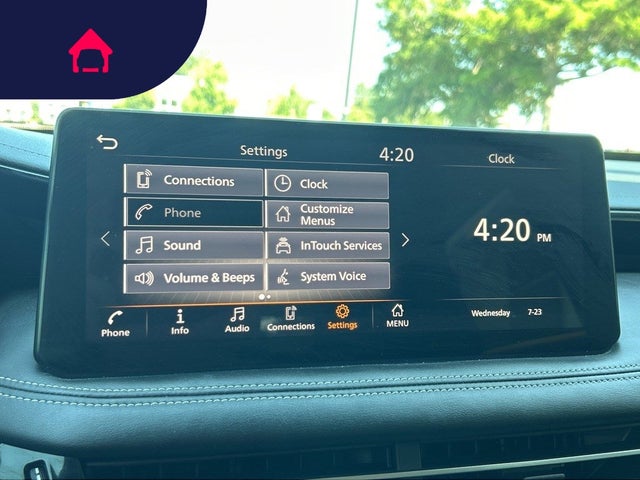 Settings
4:20
Clock
Connections
Clock
Phone
Customize
Menus
Sound
InTouch Services
Volume & Beeps
System Voice
4:20 PM
Phone
Info
Audio
Connections
Settings
MENU
Wednesday 7-23